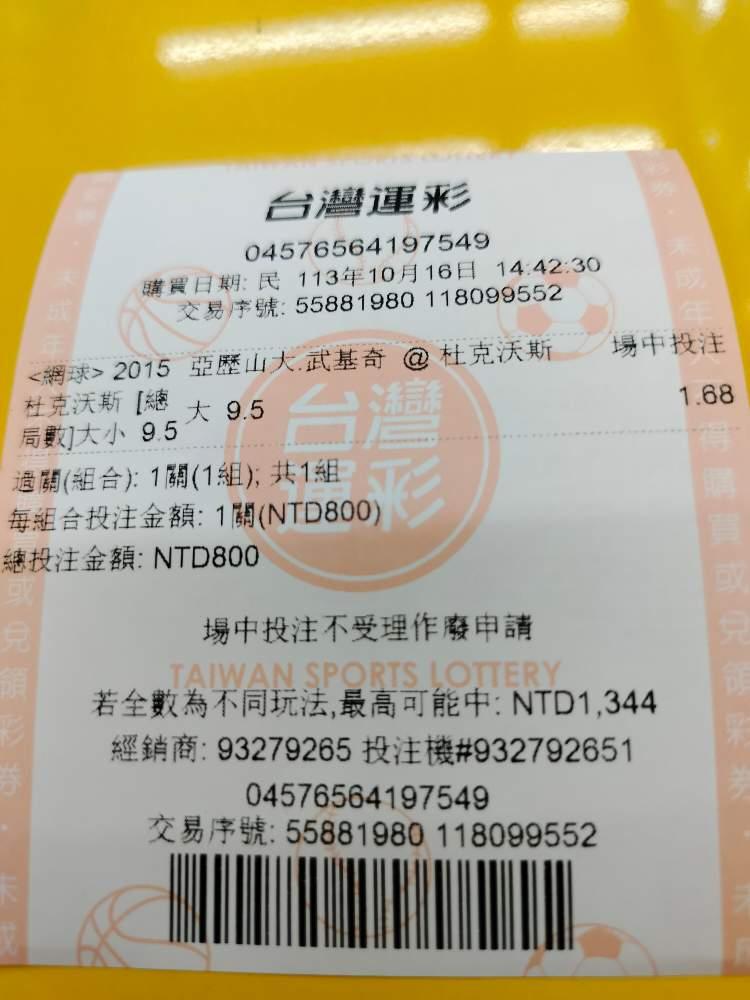 台灣運彩
04576564197549
購買日期: 民 113年10月16日 14:42:30
交易序號: 55881980 118099552
<網球> 2015 亞歷山大.武基奇 @ 杜克沃斯 場中投注
杜克沃斯 [總局數]大小 9.5 大 9.5 1.68
台灣運彩
過關(組合): 1關(1組); 共1組
每組合投注金額: 1關(NTD800)
總投注金額: NTD800
場中投注不受理作廢申請
TAIWAN SPORTS LOTTERY
若全數為不同玩法,最高可能中: NTD1,344
經銷商: 93279265 投注機#932792651
04576564197549
交易序號: 55881980 118099552